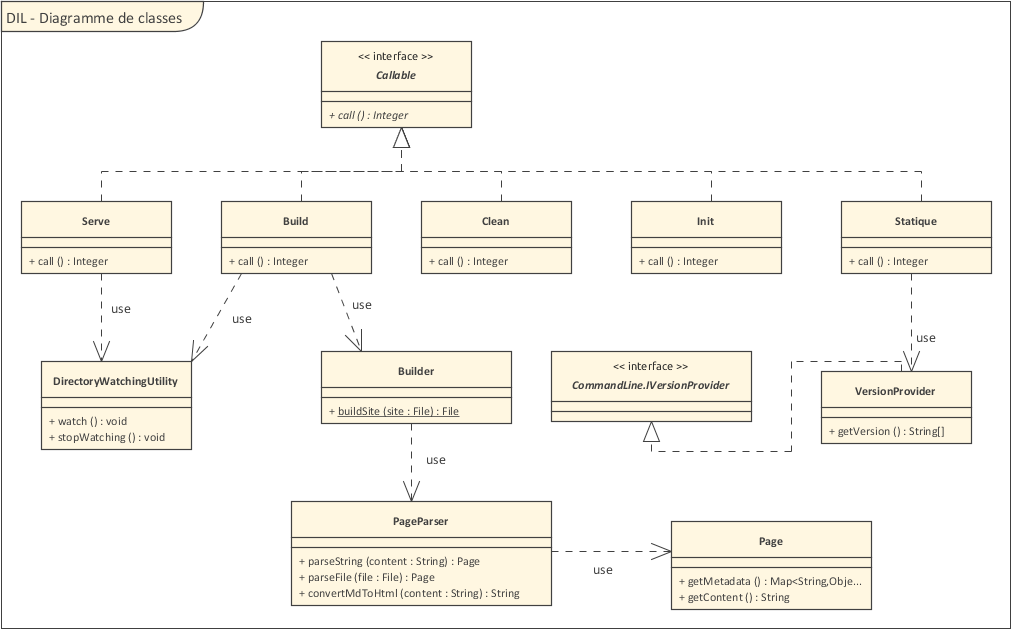 DIL - Diagramme de classes
<< interface >>
Callable
+ call () : Integer
Serve
+ call () : Integer
Build
+ call () : Integer
Clean
+ call () : Integer
Init
+ call () : Integer
Statique
+ call () : Integer
use
use
use
use
DirectoryWatchingUtility
+ watch () : void
+ stopWatching () : void
Builder
+ buildSite (site : File) : File
<< interface >>
CommandLine.IVersionProvider
VersionProvider
+ getVersion () : String[]
use
PageParser
+ parseString (content : String) : Page
+ parseFile (file : File) : Page
+ convertMdToHtml (content : String) : String
use
Page
+ getMetadata () : Map<String,Obje...
+ getContent () : String